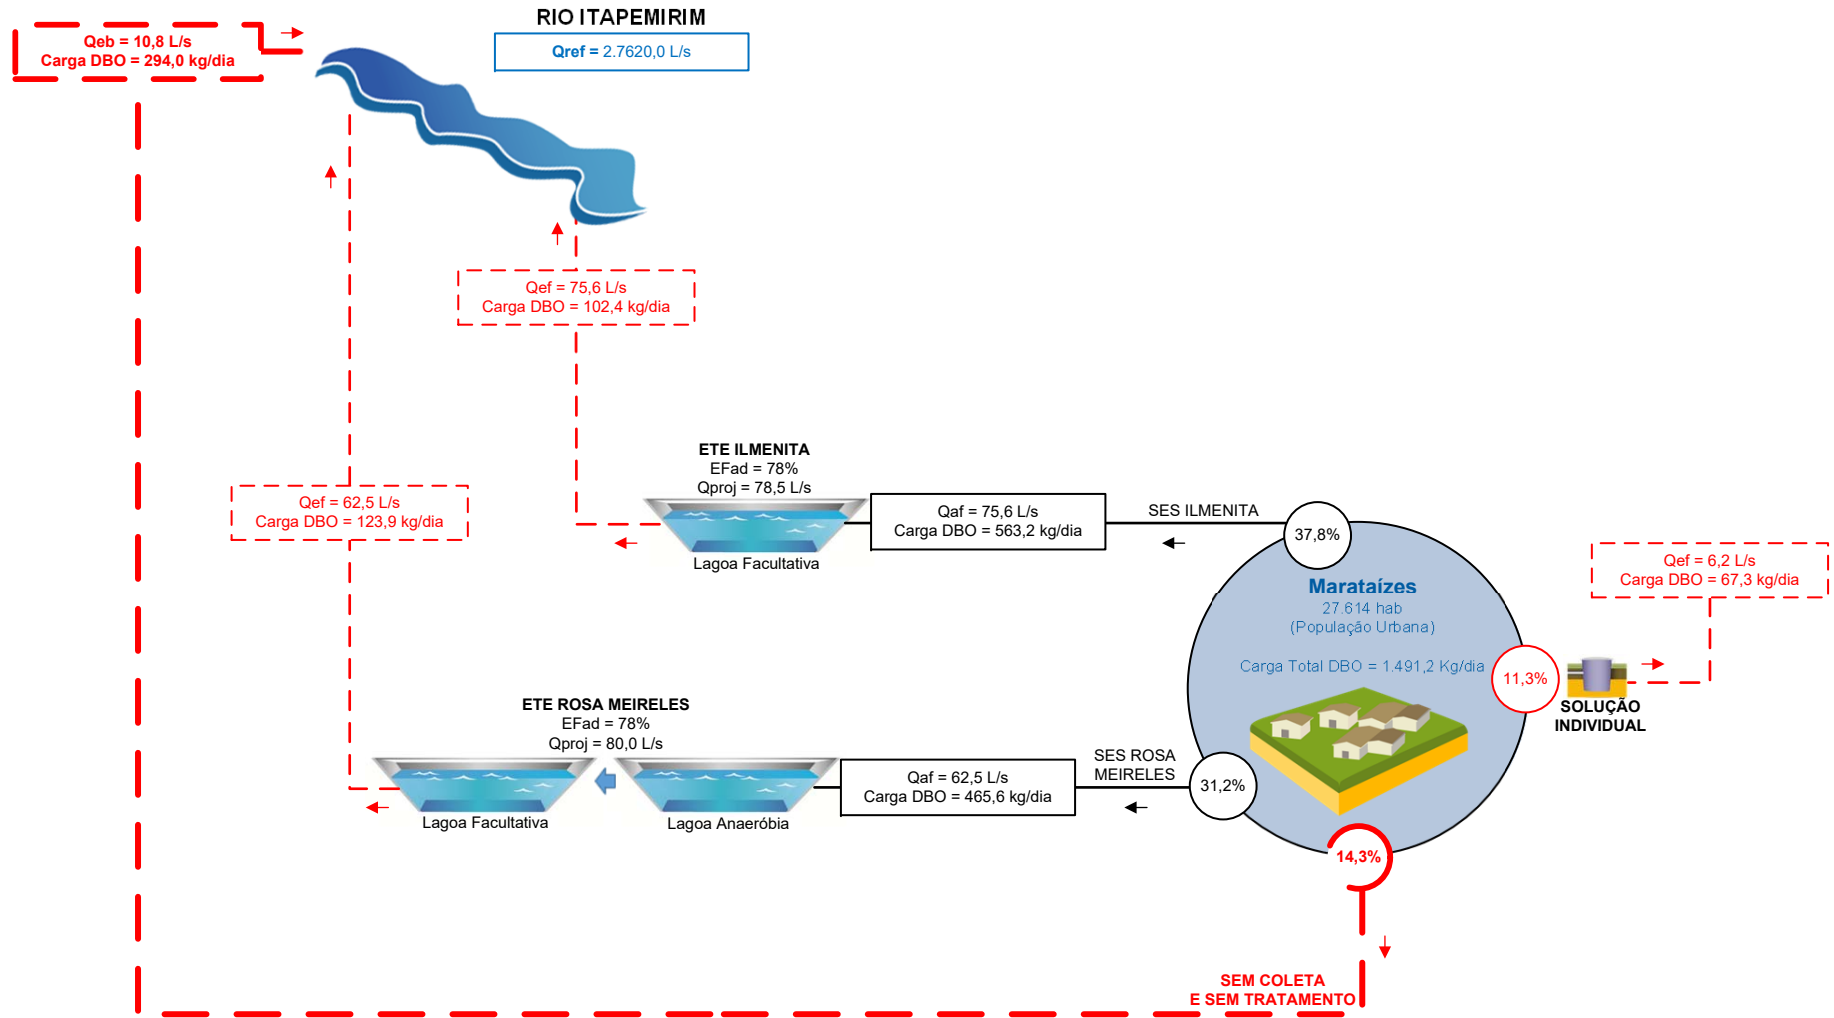 RIO ITAPEMIRIM
Qref = 2.7620,0 L/s
Qeb = 10,8 L/s
Carga DBO = 294,0 kg/dia
Qef = 75,6 L/s
Carga DBO = 102,4 kg/dia
ETE ILMENITA
EFad = 78%
Qproj = 78,5 L/s
Lagoa Facultativa
Qaf = 75,6 L/s
Carga DBO = 563,2 kg/dia
SES ILMENITA
37,8%
Qef = 62,5 L/s
Carga DBO = 123,9 kg/dia
Marataízes
27.614 hab
(População Urbana)
Carga Total DBO = 1.491,2 Kg/dia
Qef = 6,2 L/s
Carga DBO = 67,3 kg/dia
11,3%
SOLUÇÃO
INDIVIDUAL
ETE ROSA MEIRELES
EFad = 78%
Qproj = 80,0 L/s
Lagoa Facultativa
Lagoa Anaeróbia
Qaf = 62,5 L/s
Carga DBO = 465,6 kg/dia
SES ROSA
MEIRELES
31,2%
14,3%
SEM COLETA
E SEM TRATAMENTO